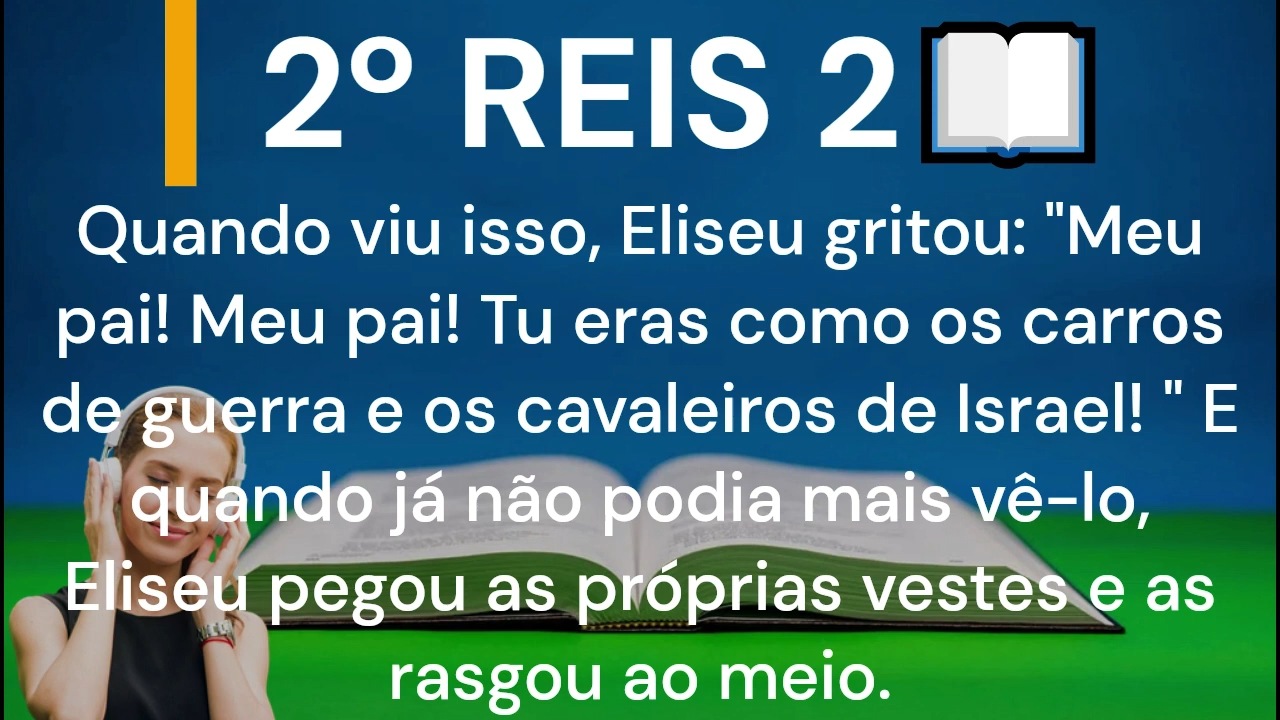 2º REIS 2
Quando viu isso, Eliseu gritou: "Meu
pai! Meu pai! Tu eras como os carros
de guerra e os cavaleiros de Israel! " E
quando já não podia mais vê-lo,
Eliseu pegou as próprias vestes e as
rasgou ao meio.